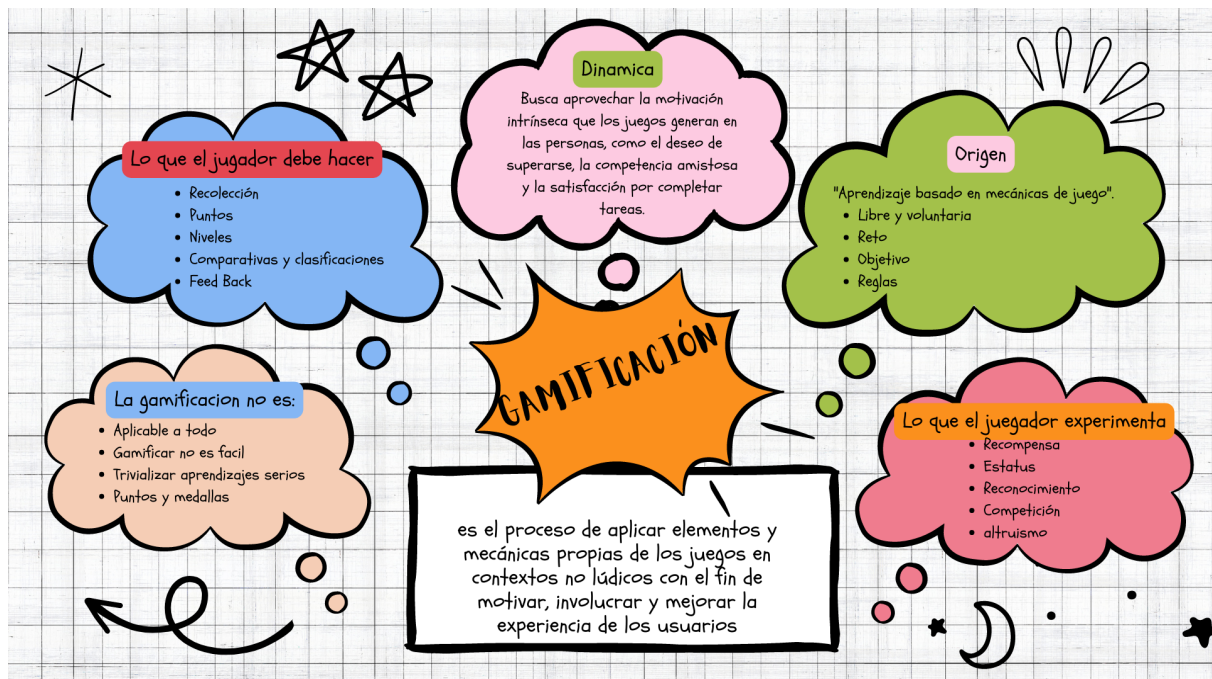 Dinamica
Busca aprovechar la motivación
intrínseca que los juegos generan en
las personas, como el deseo de
superarse, la competencia amistosa
y la satisfacción por completar
tareas.
Lo que el jugador debe hacer
Recolección
Puntos
Niveles
Comparativas y clasificaciones
Feed Back
Origen
"Aprendizaje basado en mecánicas de juego".
Libre y voluntaria
Reto
Objetivo
Reglas
GAMIFICACIÓN
es el proceso de aplicar elementos y
mecánicas propias de los juegos en
contextos no lúdicos con el fin de
motivar, involucrar y mejorar la
experiencia de los usuarios
La gamificacion no es:
Aplicable a todo
Gamificar no es facil
Trivializar aprendizajes serios
Puntos y medallas
Lo que el juegador experimenta
Recompensa
Estatus
Reconocimiento
Competición
altruismo